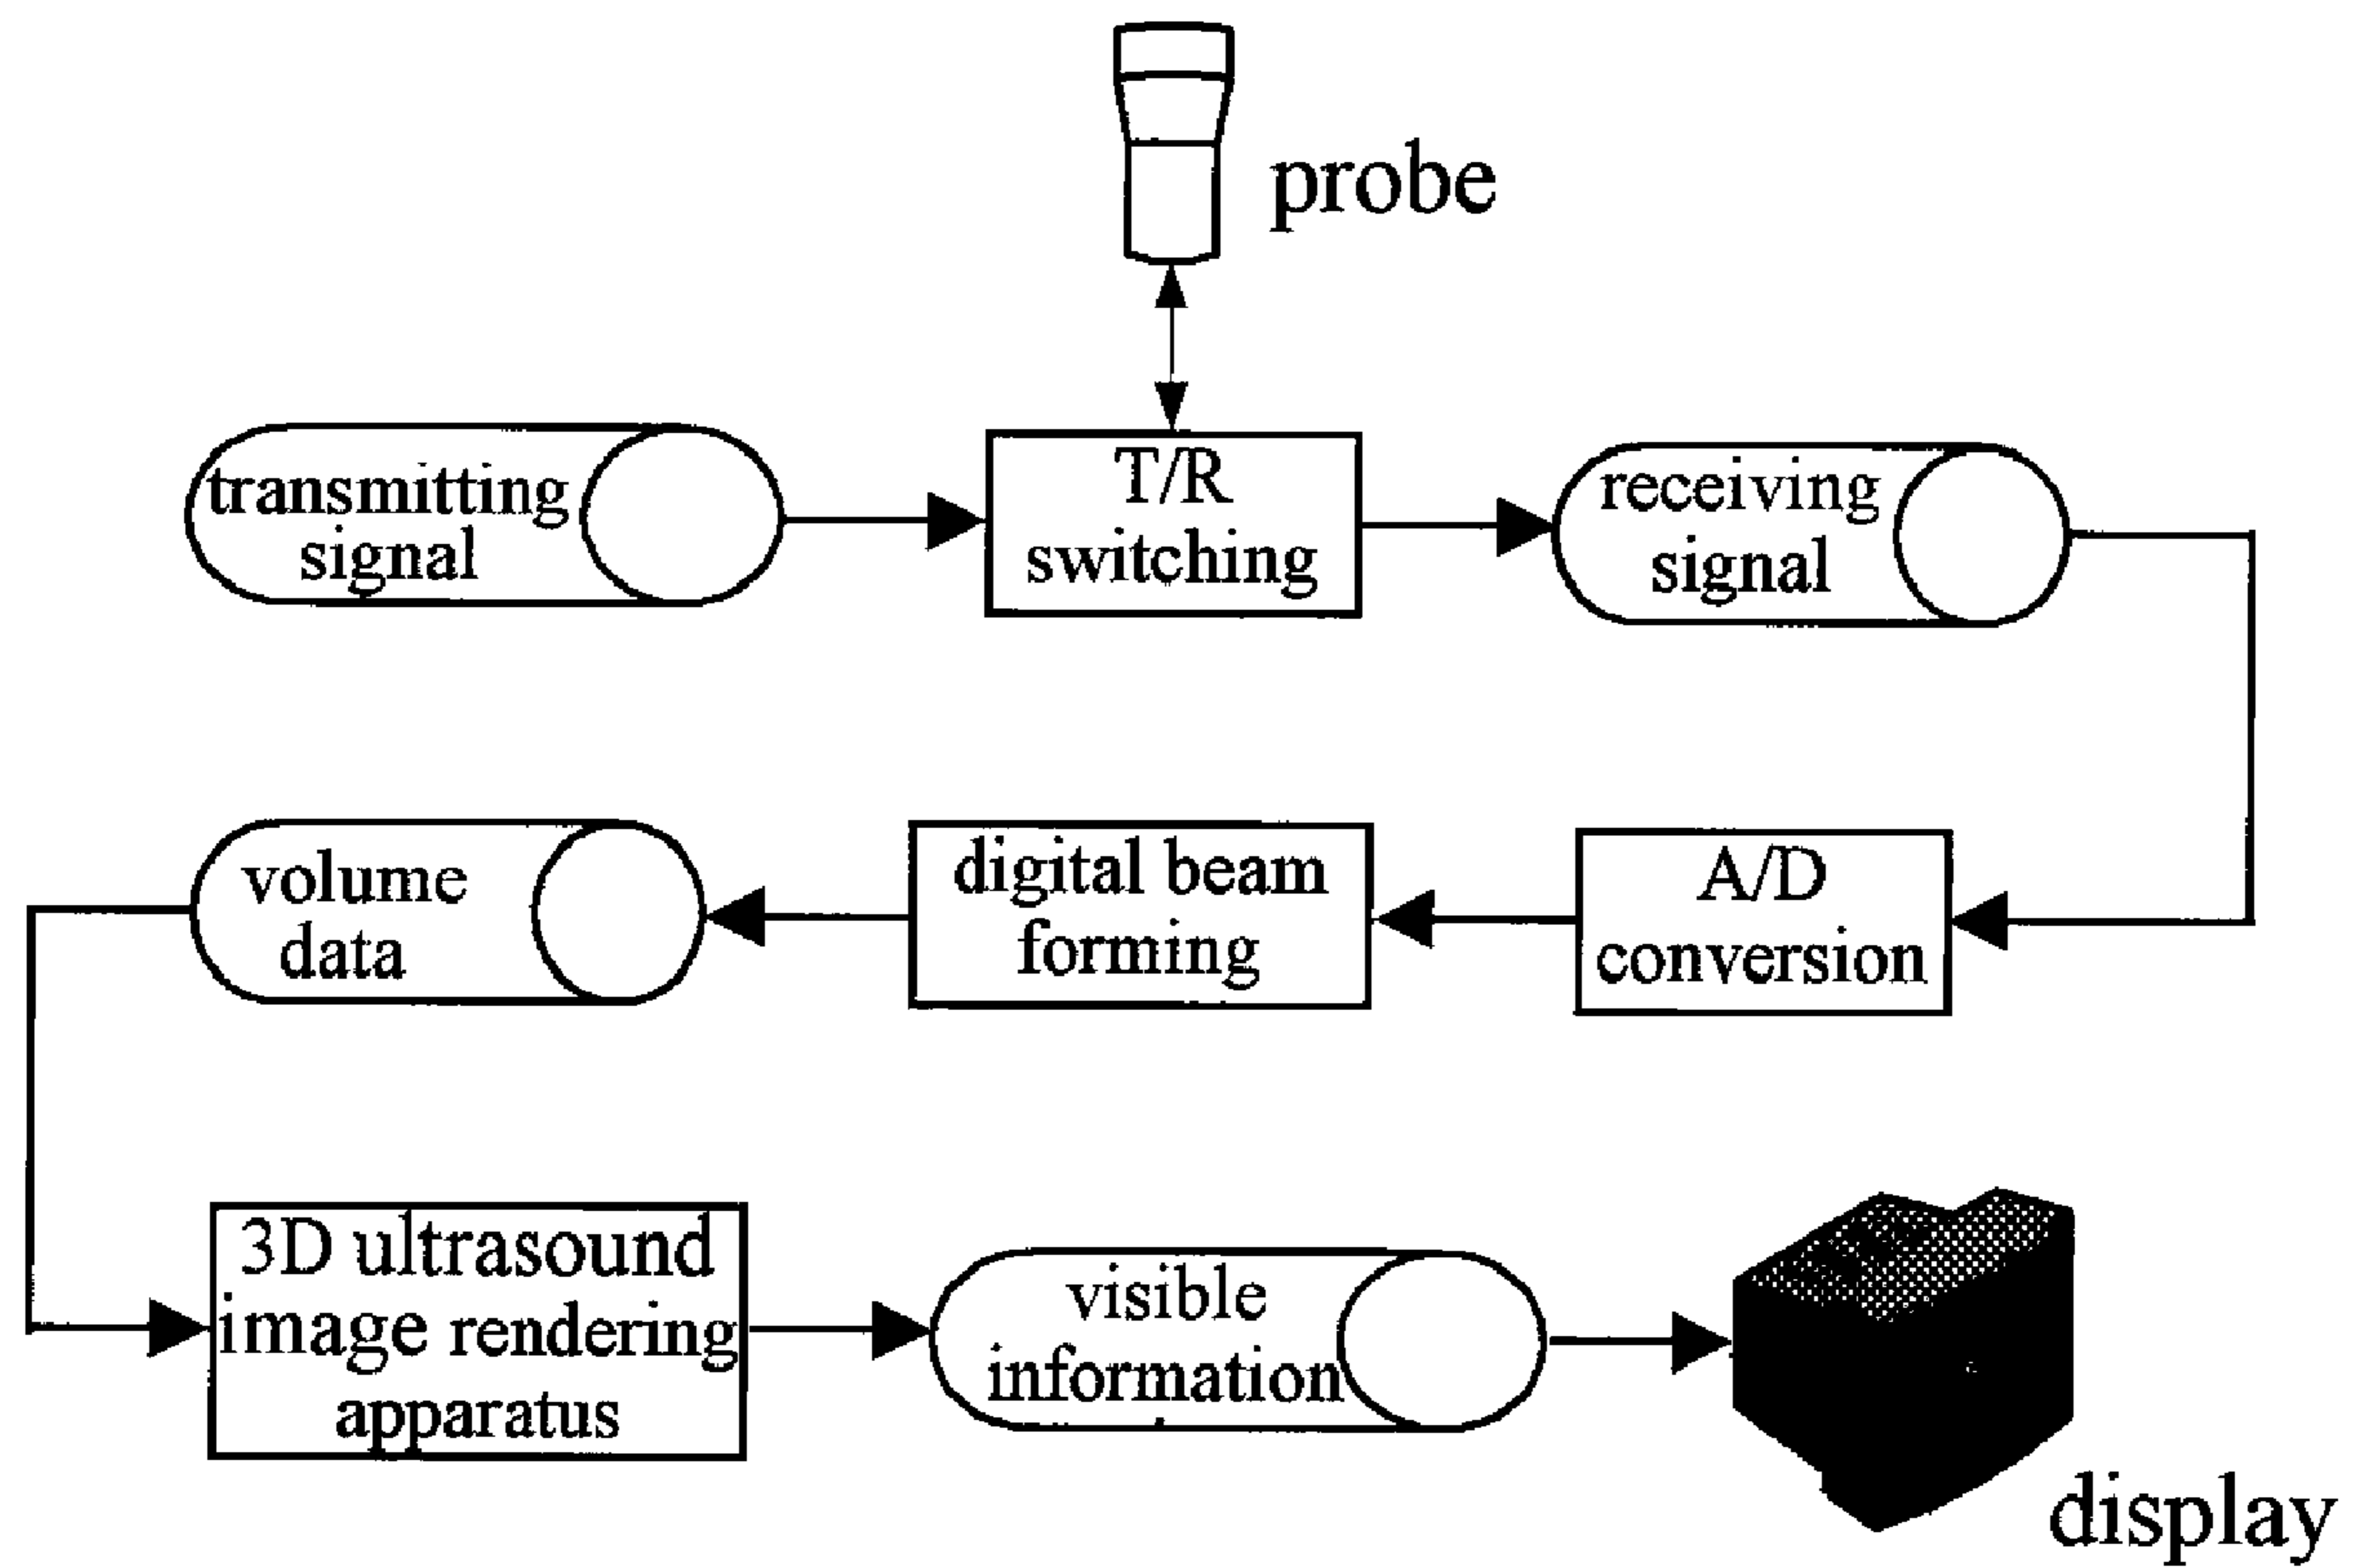 probe
transmitting
signal
T/R
switching
receiving
signal
volume
data
digital beam
forming
A/D
conversion
3D ultrasound
image rendering
apparatus
visible
information
display